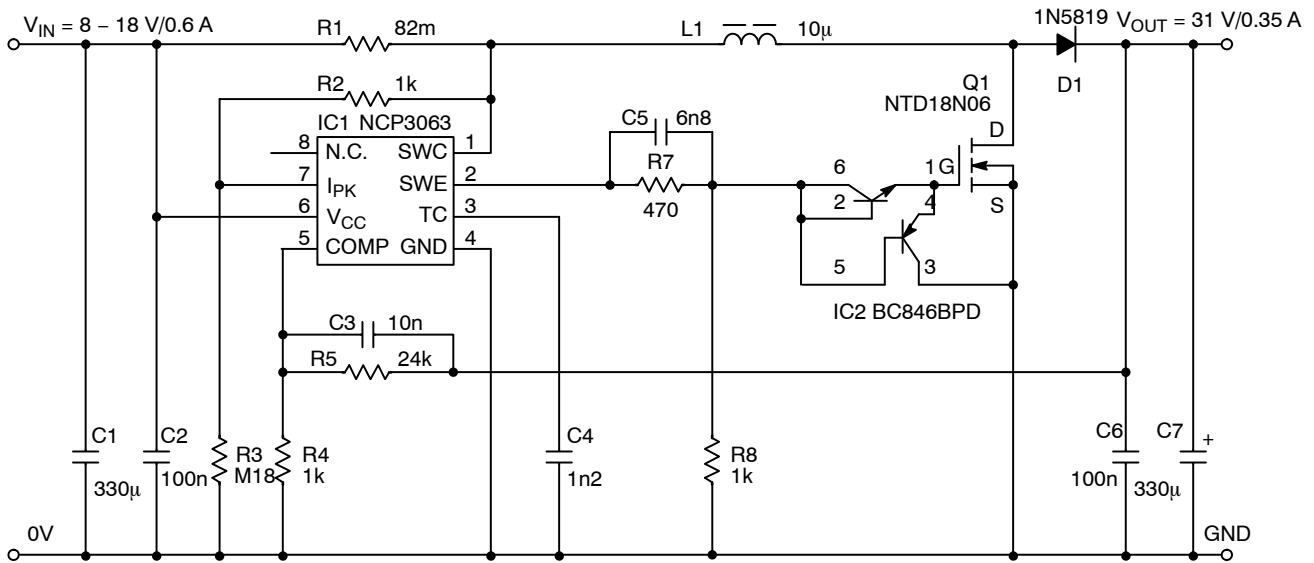 V_IN = 8 – 18 V/0.6 A
R1
82m
L1
10μ
1N5819
D1
V_OUT = 31 V/0.35 A
R2
1k
IC1 NCP3063
8
N.C.
SWC
1
7
I_PK
SWE
2
6
V_CC
TC
3
5
COMP
GND
4
C5
6n8
R7
470
Q1
NTD18N06
D
G
S
6
1
2
4
5
3
IC2 BC846BPD
C3
10n
R5
24k
C1
330μ
C2
100n
R3
M18
R4
1k
C4
1n2
R8
1k
C6
100n
C7
+
330μ
0V
GND